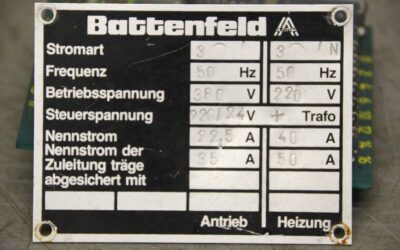 Battenfeld
Stromart 3 3 N
Frequenz 50 Hz 50 Hz
Betriebsspannung 380 V 220 V
Steuerspannung 220/24 V + Trafo
Nennstrom 22,5 A 40 A
Nennstrom der
Zuleitung träge 35 A 50 A
abgesichert mit
Antrieb Heizung